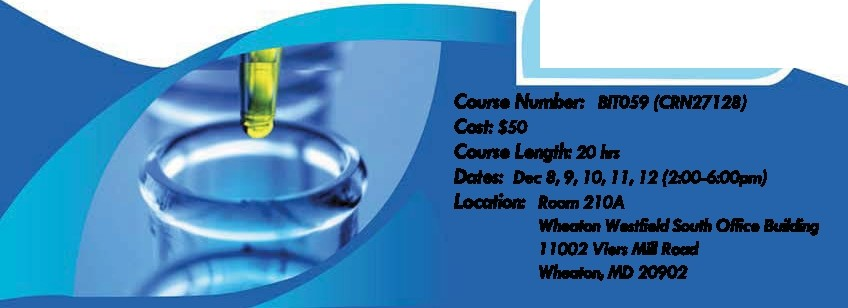 Course Number: BIT059 (CRN27128)
Cost: $50
Course Length: 20 hrs
Dates: Dec 8, 9, 10, 11, 12 (2:00-6:00pm)
Location: Room 210A
Wheaton Westfield South Office Building
11002 Viers Mill Road
Wheaton, MD 20902